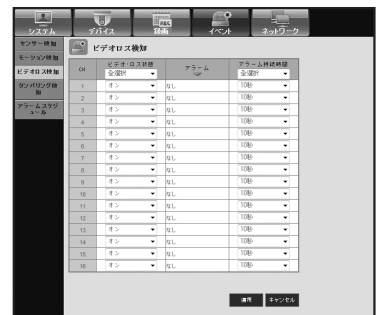 システム デバイス 録画 イベント ネットワーク
センサー検知
モーション検知
ビデオロス検知
タンパリング検知
アラームスケジュール
ビデオロス検知
CH ビデオ・ロス状態 アラーム アラーム持続時間
全選択 全選択
1 オン なし 10秒
2 オン なし 10秒
3 オン なし 10秒
4 オン なし 10秒
5 オン なし 10秒
6 オン なし 10秒
7 オン なし 10秒
8 オン なし 10秒
9 オン なし 10秒
10 オン なし 10秒
11 オン なし 10秒
12 オン なし 10秒
13 オン なし 10秒
14 オン なし 10秒
15 オン なし 10秒
16 オン なし 10秒
適用 キャンセル